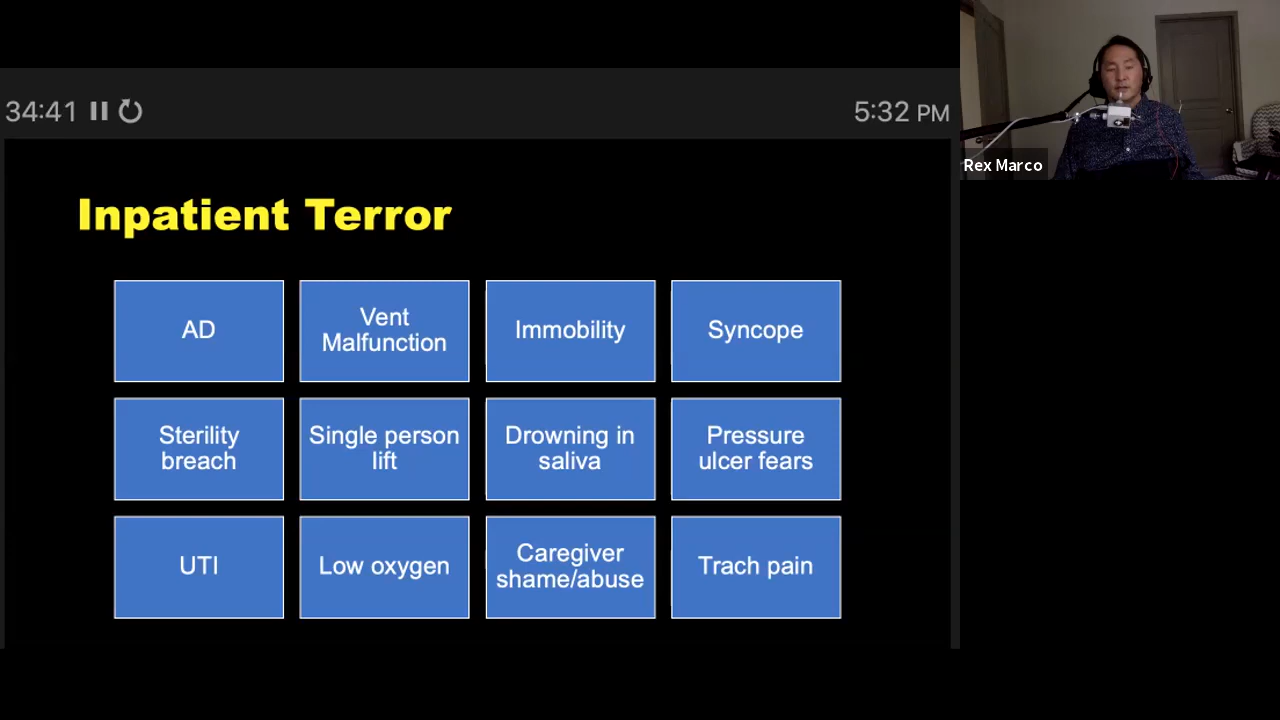 34:41
5:32 PM
Rex Marco
Inpatient Terror
AD
Vent
Malfunction
Immobility
Syncope
Sterility
breach
Single person
lift
Drowning in
saliva
Pressure
ulcer fears
UTI
Low oxygen
Caregiver
shame/abuse
Trach pain